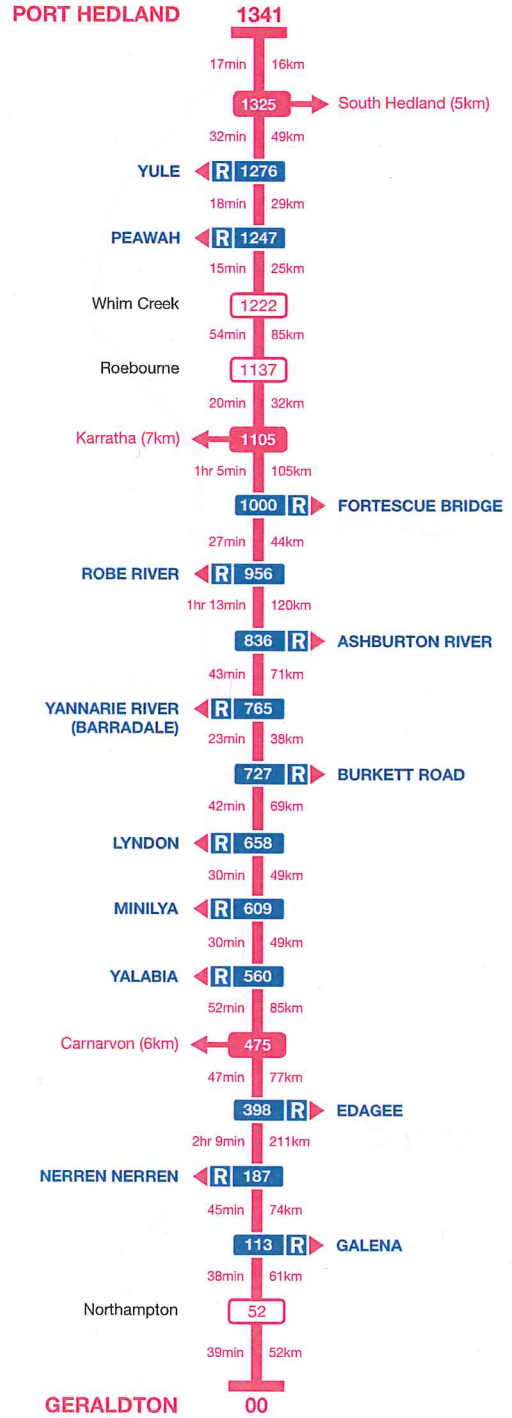 PORT HEDLAND 1341
17min 16km
1325 South Hedland (5km)
32min 49km
YULE R 1276
18min 29km
PEAWAH R 1247
15min 25km
Whim Creek 1222
54min 85km
Roebourne 1137
20min 32km
Karratha (7km) 1105
1hr 5min 105km
1000 R FORTESCUE BRIDGE
27min 44km
ROBE RIVER R 956
1hr 13min 120km
836 R ASHBURTON RIVER
43min 71km
YANNARIE RIVER R 765
(BARRADALE)
23min 38km
727 R BURKETT ROAD
42min 69km
LYNDON R 658
30min 49km
MINILYA R 609
30min 49km
YALABIA R 560
52min 85km
Carnarvon (6km) 475
47min 77km
398 R EDAGEE
2hr 9min 211km
NERREN NERREN R 187
45min 74km
113 R GALENA
38min 61km
Northampton 52
39min 52km
GERALDTON 00